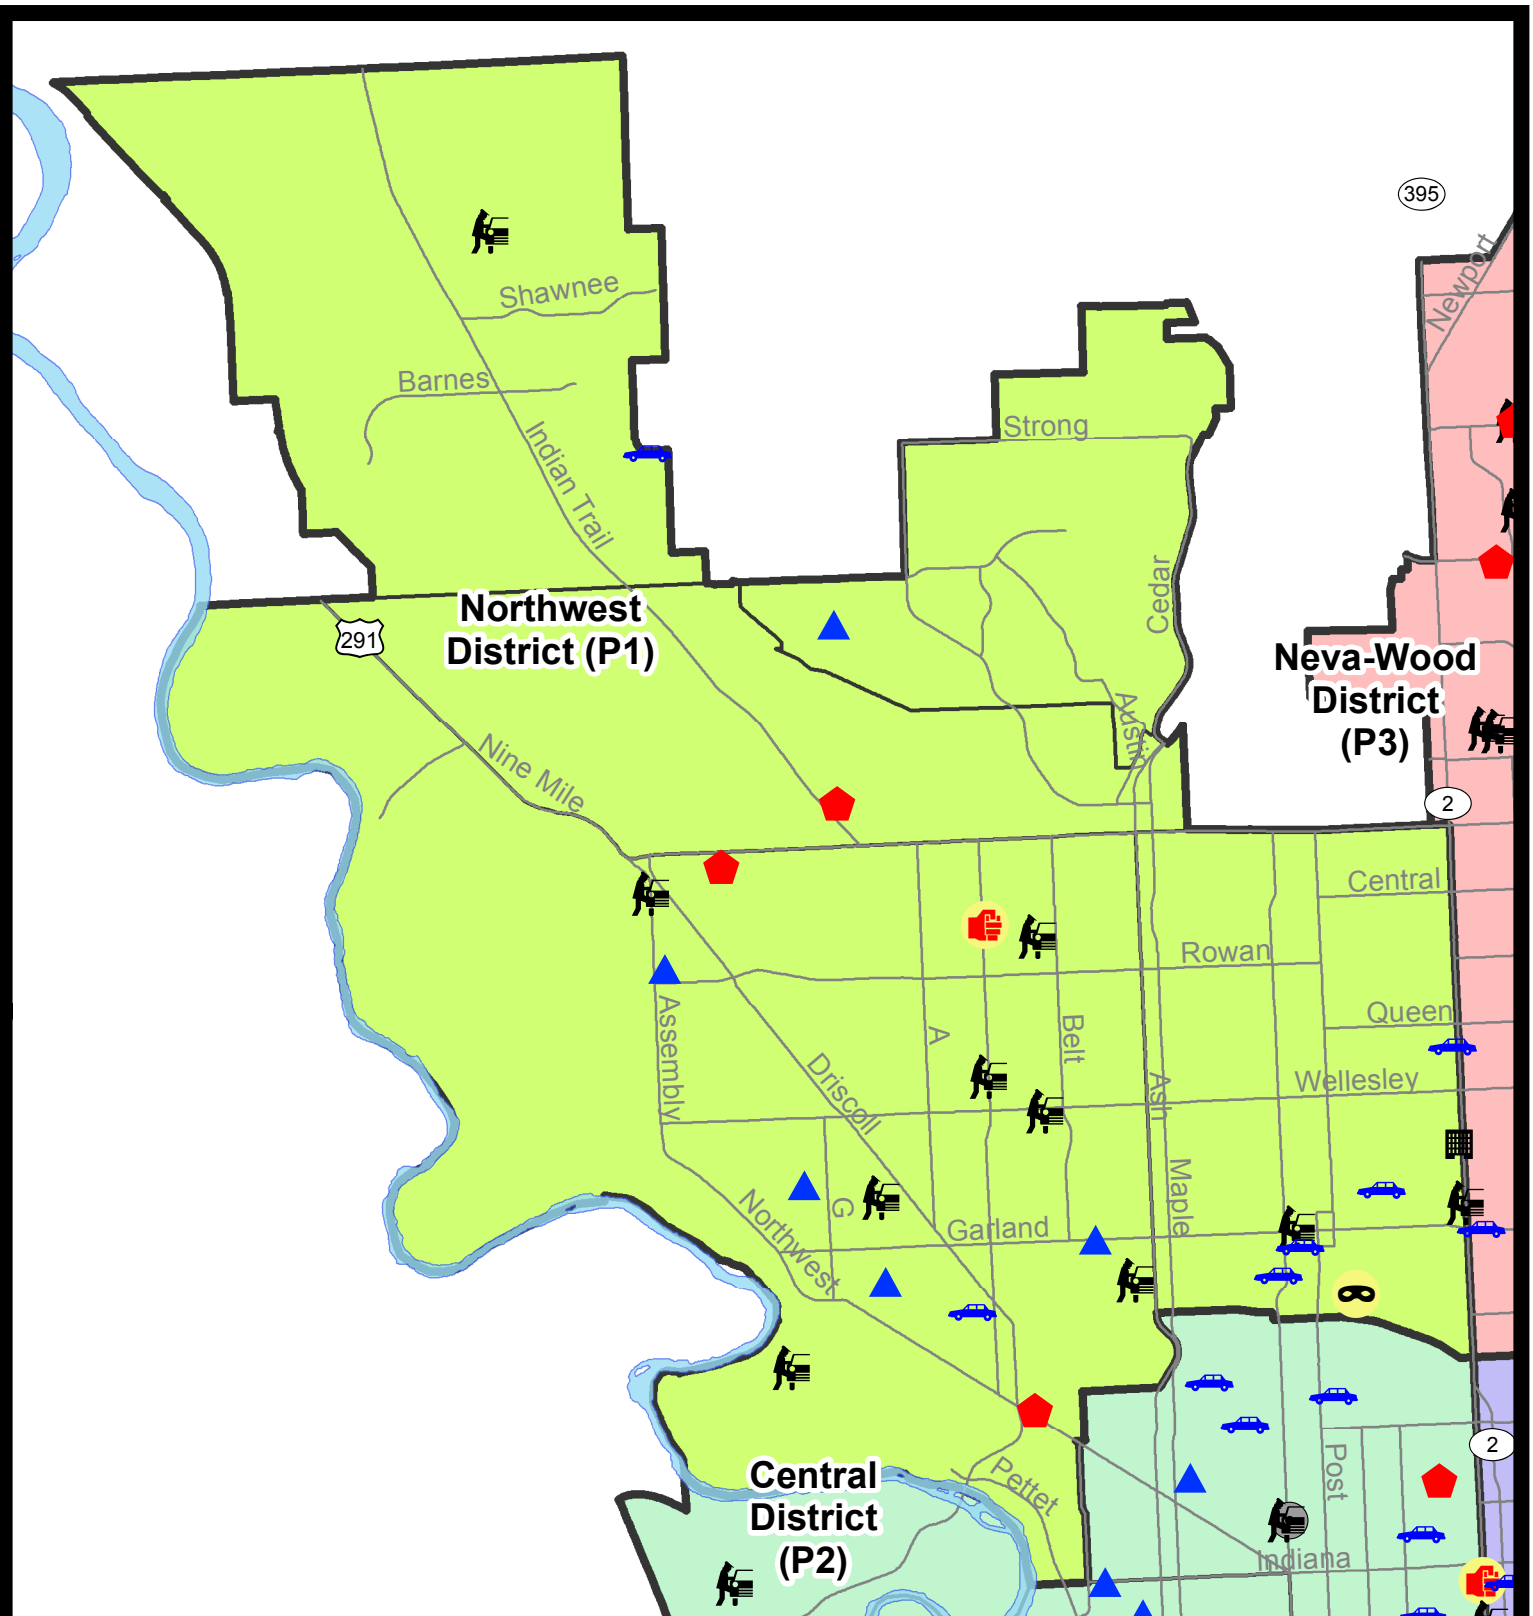 395
Newport
Shawnee
Barnes
Strong
Indian Trail
Cedar
Northwest
District (P1)
291
Neva-Wood
District
(P3)
Austin
Nine Mile
2
Central
Rowan
Queen
Assembly
A
Belt
Driscoll
Ash
Wellesley
Maple
G
Northwest
Garland
Pettet
Central
District
(P2)
Post
2
Indiana